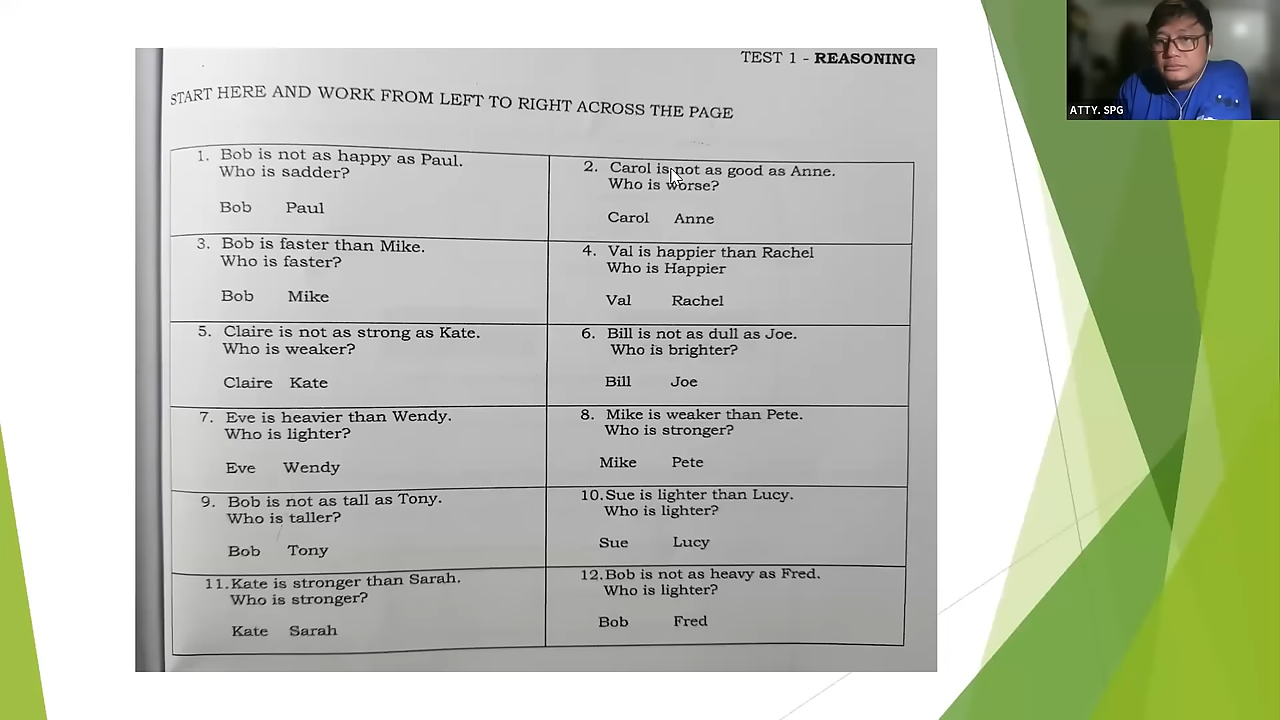 TEST 1 - REASONING
ATTY. SPG
START HERE AND WORK FROM LEFT TO RIGHT ACROSS THE PAGE
1. Bob is not as happy as Paul.
Who is sadder?
Bob Paul
2. Carol is not as good as Anne.
Who is worse?
Carol Anne
3. Bob is faster than Mike.
Who is faster?
Bob Mike
4. Val is happier than Rachel
Who is Happier
Val Rachel
5. Claire is not as strong as Kate.
Who is weaker?
Claire Kate
6. Bill is not as dull as Joe.
Who is brighter?
Bill Joe
7. Eve is heavier than Wendy.
Who is lighter?
Eve Wendy
8. Mike is weaker than Pete.
Who is stronger?
Mike Pete
9. Bob is not as tall as Tony.
Who is taller?
Bob Tony
10. Sue is lighter than Lucy.
Who is lighter?
Sue Lucy
11. Kate is stronger than Sarah.
Who is stronger?
Kate Sarah
12. Bob is not as heavy as Fred.
Who is lighter?
Bob Fred